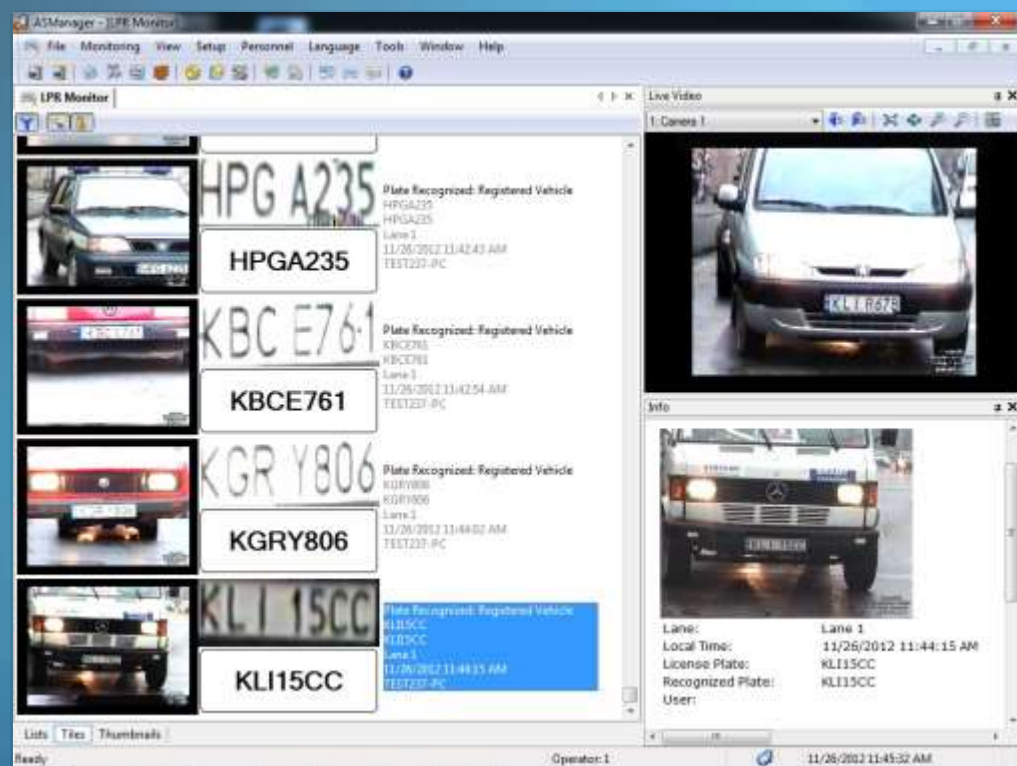 ASManager - [LPR Monitor]
File Monitoring View Setup Personnel Language Tools Window Help
LPR Monitor
HPG A235
HPGA235
Plate Recognized: Registered Vehicle
HPGA235
HPGA235
Lane 1
11/26/2012 11:42:43 AM
TEST237-PC
KBC E761
KBC E761
KBCE761
Plate Recognized: Registered Vehicle
KBCE761
KBCE761
Lane 1
11/26/2012 11:42:54 AM
TEST237-PC
KGR Y806
KGR Y806
KGRY806
Plate Recognized: Registered Vehicle
KGRY806
KGRY806
Lane 1
11/26/2012 11:44:02 AM
TEST237-PC
KLI 15CC
KLI15CC
Plate Recognized: Registered Vehicle
KLI15CC
KLI15CC
Lane 1
11/26/2012 11:44:15 AM
TEST237-PC
Lists Tiles Thumbnails
Live Video
1: Camera 1
KLI R678
Info
KLI 15CC
Lane: Lane 1
Local Time: 11/26/2012 11:44:15 AM
License Plate: KLI15CC
Recognized Plate: KLI15CC
User:
Ready Operator:1 11/26/2012 11:45:32 AM